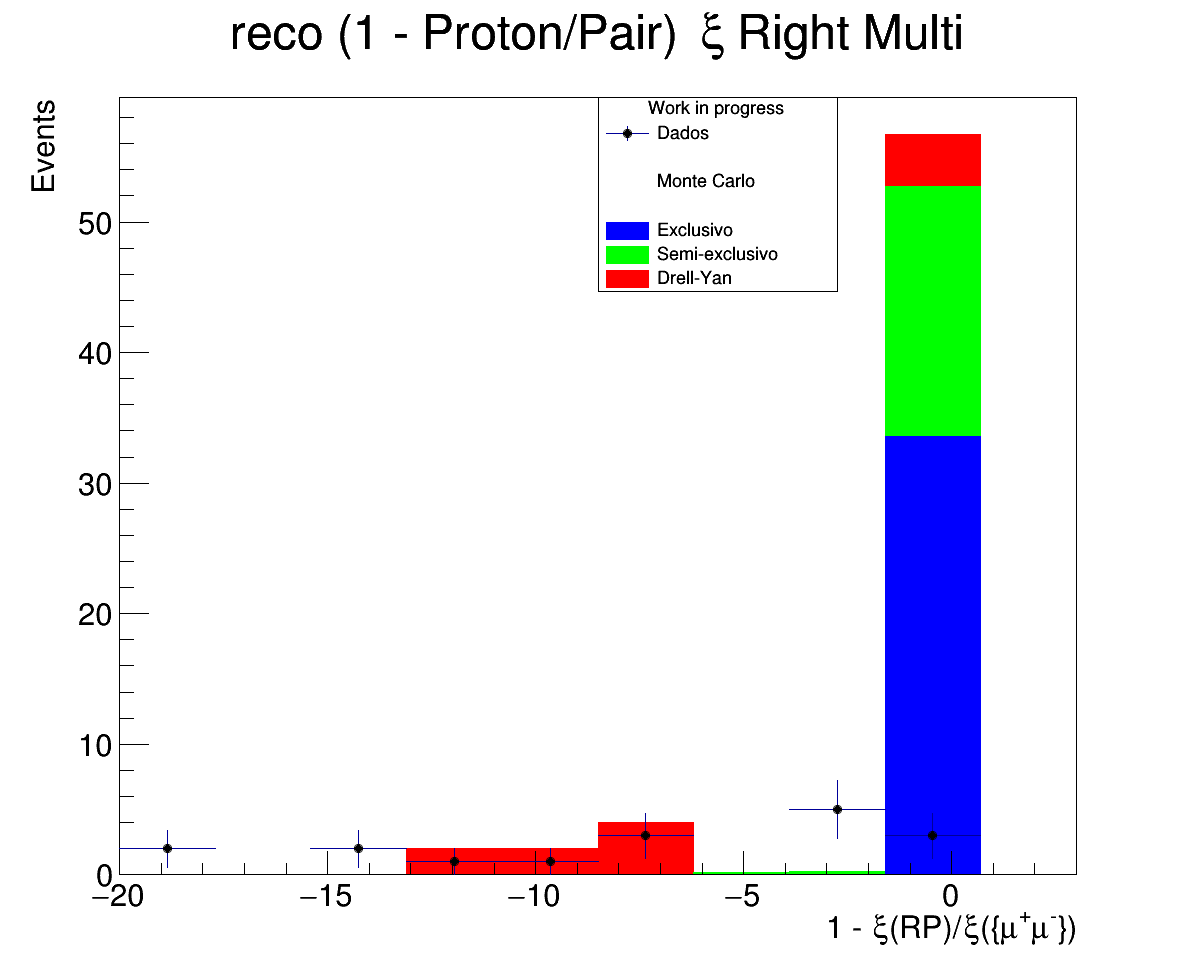 reco (1 - Proton/Pair) ξ Right Multi
Events
Work in progress
Dados
Monte Carlo
Exclusivo
Semi-exclusivo
Drell-Yan
50
40
30
20
10
0
−20 −15 −10 −5 0
1 - ξ(RP)/ξ({μ⁺μ⁻})